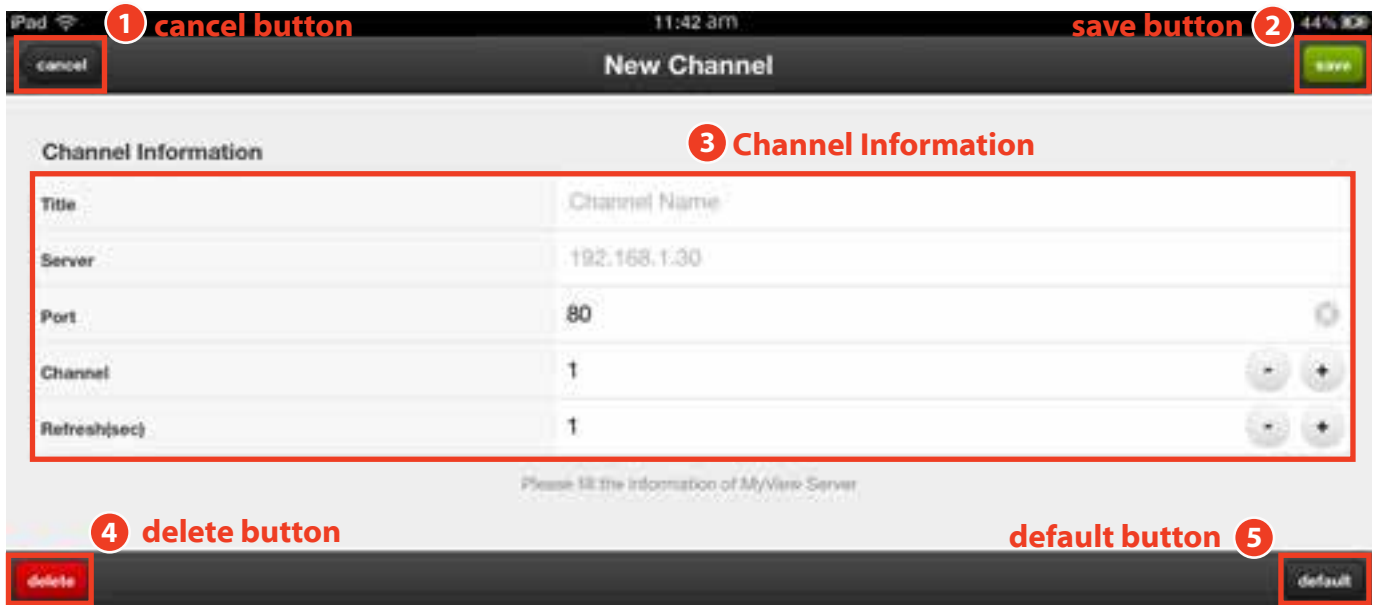 iPad 11:42 am 44%
1 cancel button
save button 2
cancel New Channel save
3 Channel Information
Channel Information
Title Channel Name
Server 192.168.1.30
Port 80
Channel 1 - +
Refresh(sec) 1 - +
Please fill the information of MyView Server
4 delete button
default button 5
delete default